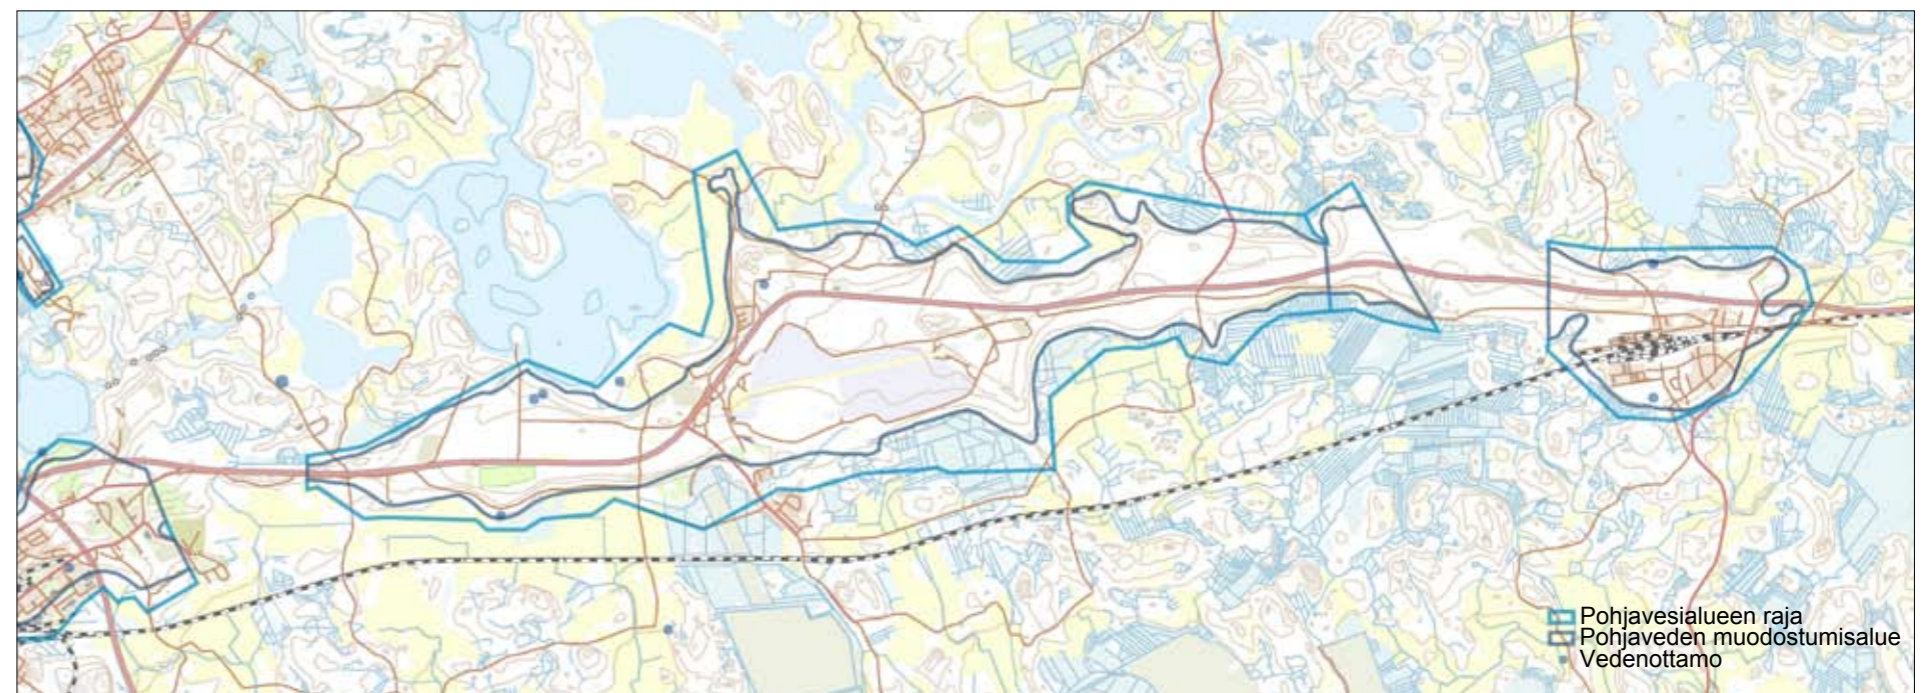 Pohjavesialueen raja
Pohjaveden muodostumisalue
Vedenottamo